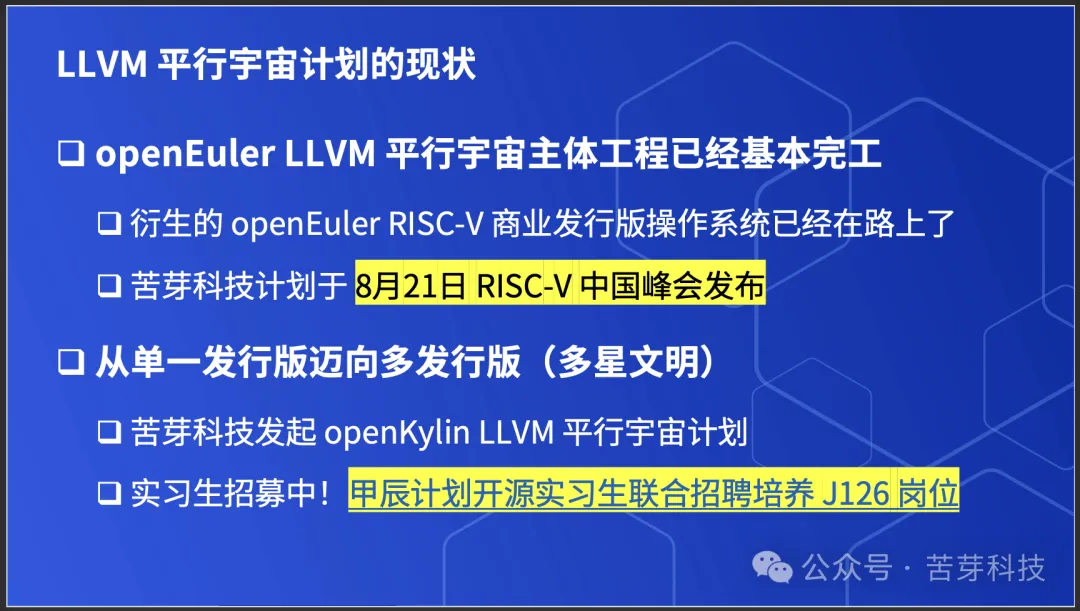 LLVM 平行宇宙计划的现状
❑ openEuler LLVM 平行宇宙主体工程已经基本完工
❑ 衍生的 openEuler RISC-V 商业发行版操作系统已经在路上了
❑ 苦芽科技计划于 8月21日 RISC-V 中国峰会发布
❑ 从单一发行版迈向多发行版（多星文明）
❑ 苦芽科技发起 openKylin LLVM 平行宇宙计划
❑ 实习生招募中！甲辰计划开源实习生联合招聘培养 J126 岗位
公众号 · 苦芽科技